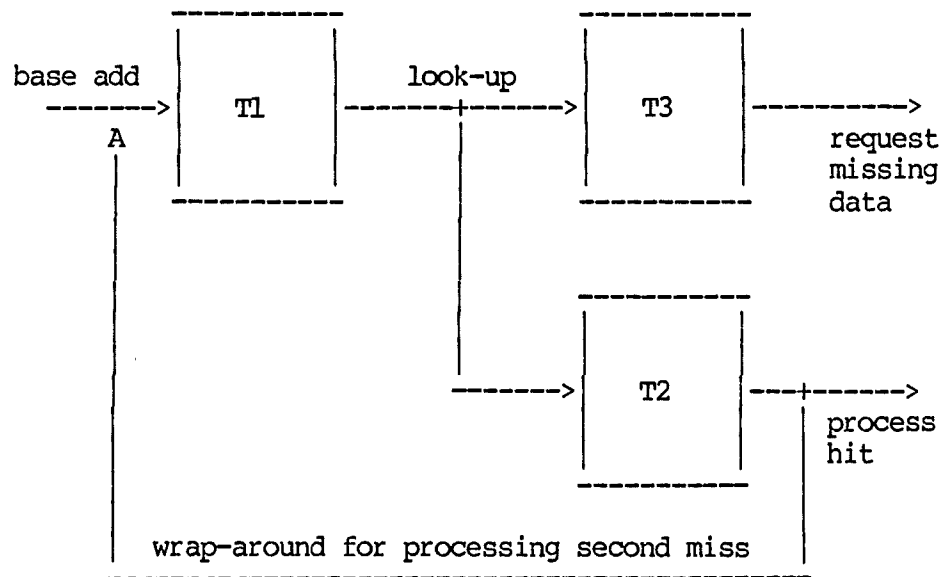 base add
T1
look-up
T3
A
request
missing
data
T2
process
hit
wrap-around for processing second miss